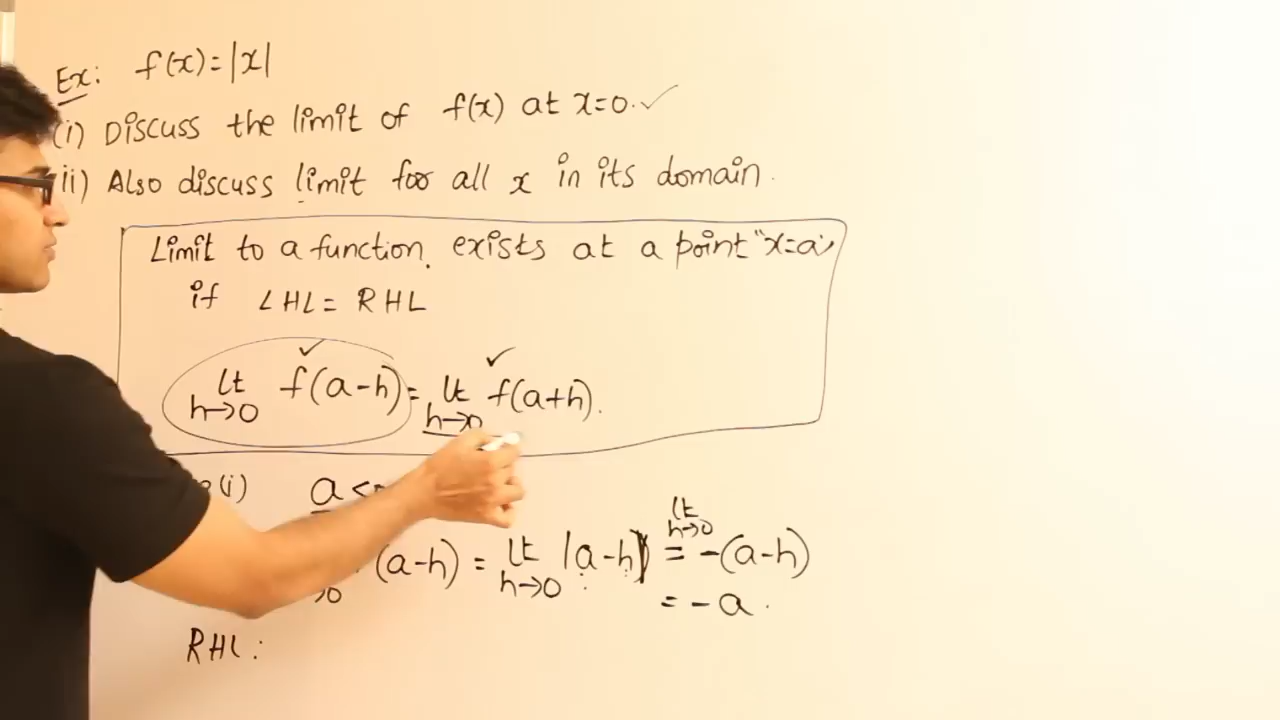 Ex: f(x)=|x|
(i) Discuss the limit of f(x) at x=0. ✓
ii) Also discuss limit for all x in its domain.
Limit to a function exists at a point "x=a"
if LHL = RHL
lt h→0 f(a-h) = lt h→0 f(a+h).
(i) a <
(a-h) = lt h→0 |a-h| = lt h→0 -(a-h)
→0 = -a.
RHL: